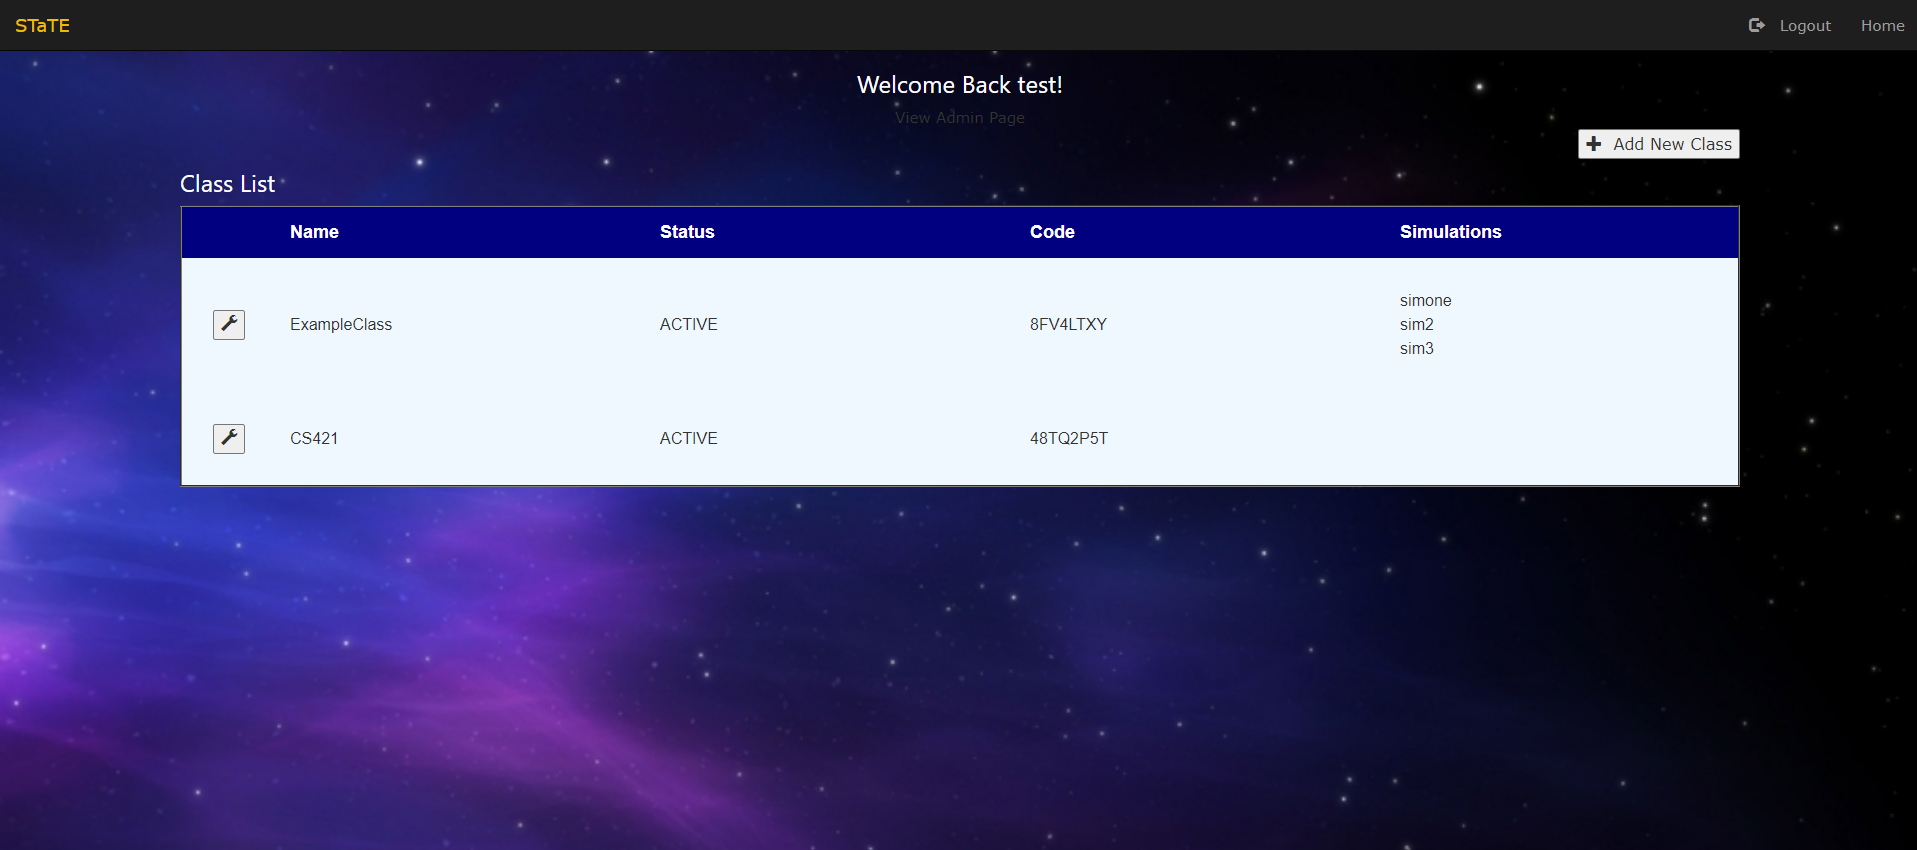 STaTE
Logout Home
Welcome Back test!
View Admin Page
Add New Class
Class List
Name Status Code Simulations
simone
ExampleClass ACTIVE 8FV4LTXY sim2
sim3
CS421 ACTIVE 48TQ2P5T